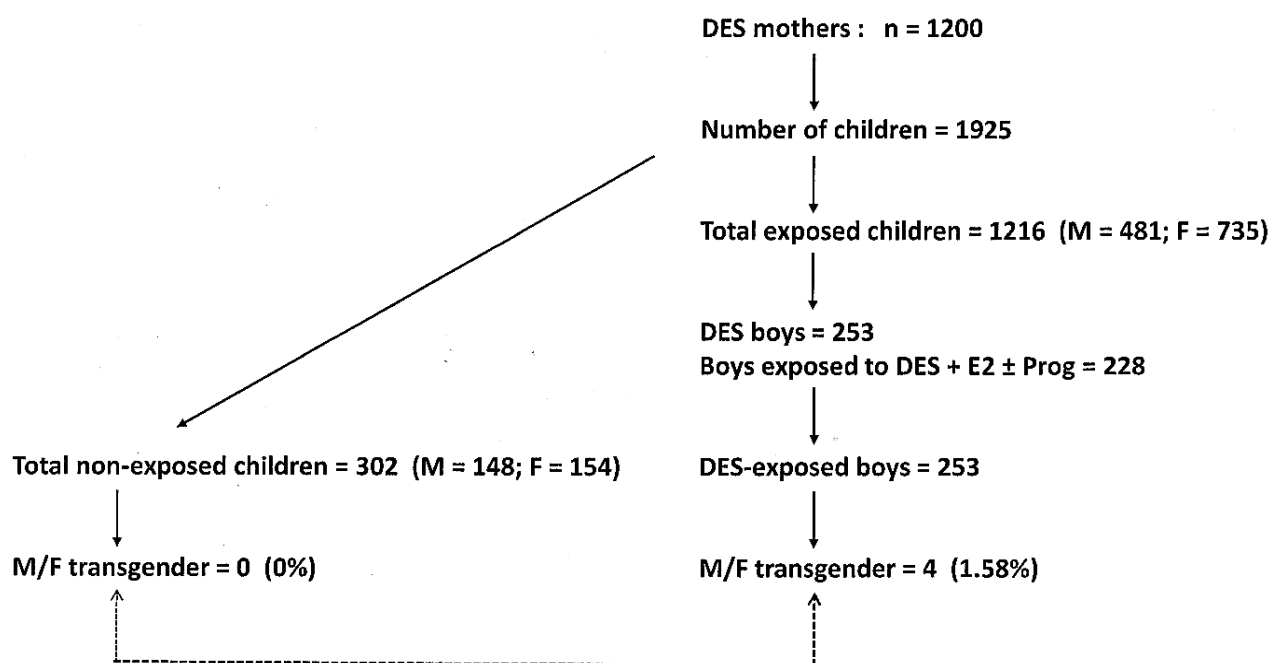 DES mothers : n = 1200
Number of children = 1925
Total exposed children = 1216 (M = 481; F = 735)
DES boys = 253
Boys exposed to DES + E2 ± Prog = 228
Total non-exposed children = 302 (M = 148; F = 154)
DES-exposed boys = 253
M/F transgender = 0 (0%)
M/F transgender = 4 (1.58%)